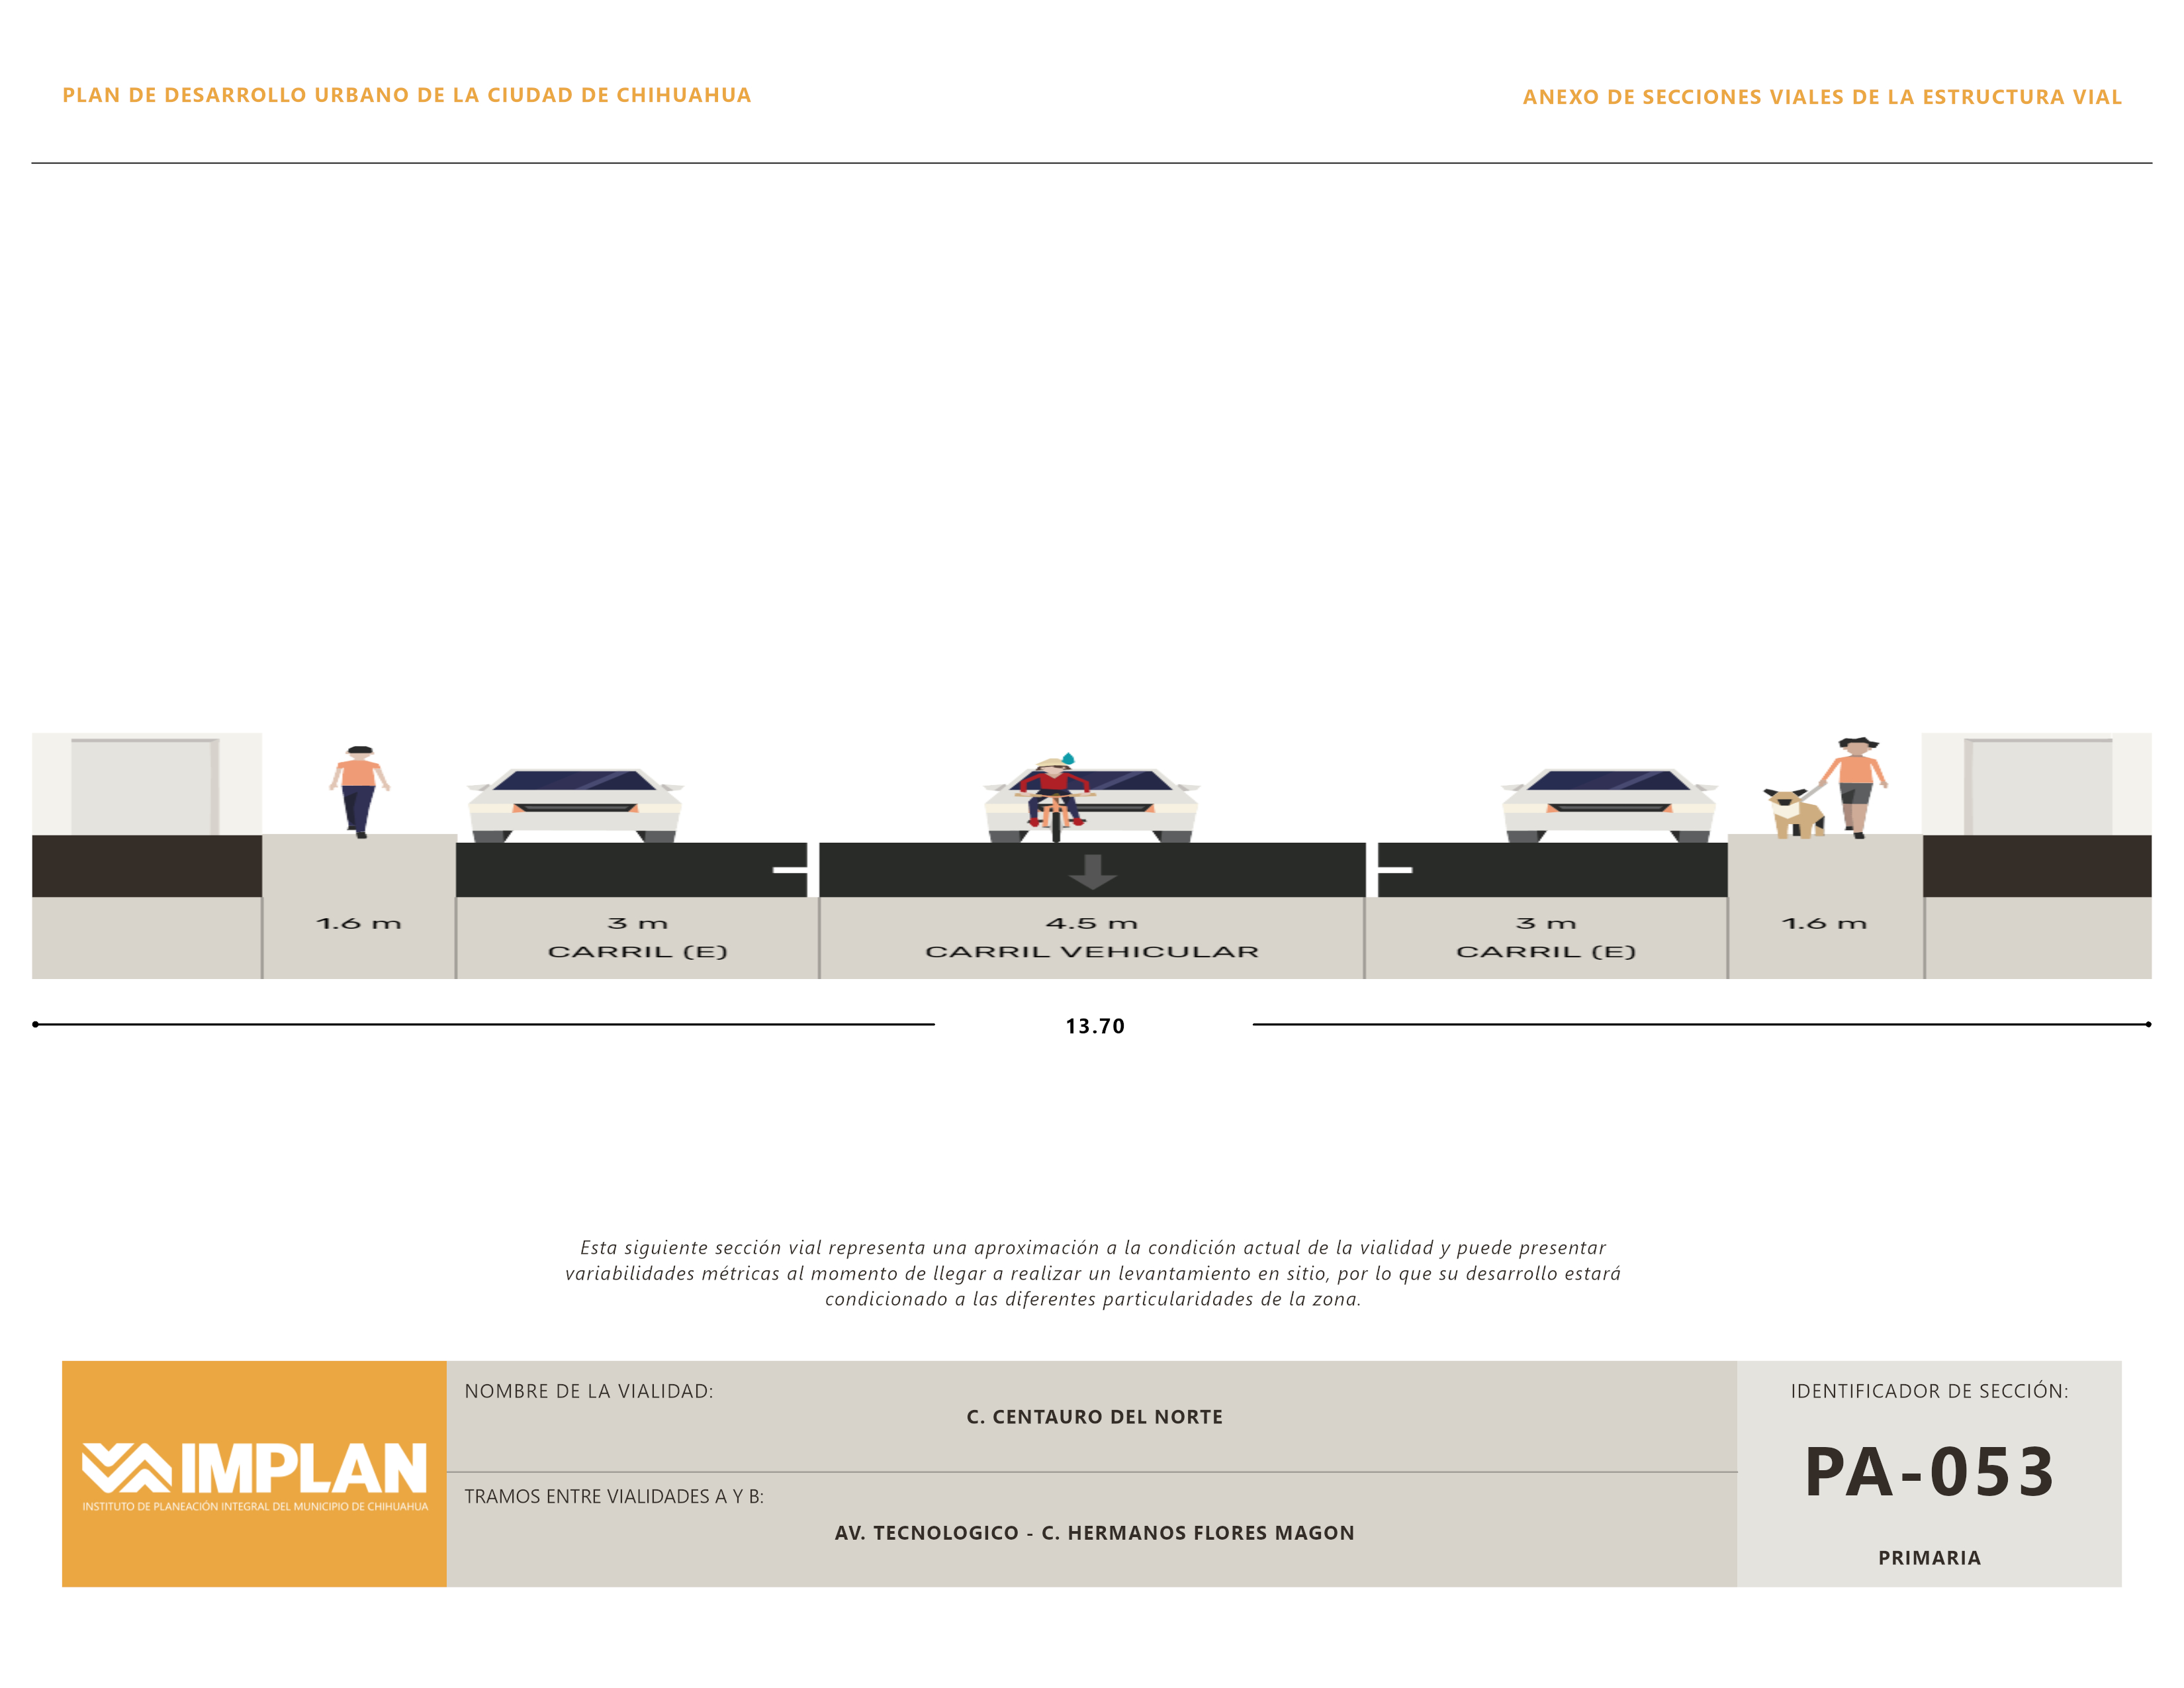 PLAN DE DESARROLLO URBANO DE LA CIUDAD DE CHIHUAHUA
ANEXO DE SECCIONES VIALES DE LA ESTRUCTURA VIAL
1.6 m
3 m
CARRIL (E)
4.5 m
CARRIL VEHICULAR
3 m
CARRIL (E)
1.6 m
13.70
Esta siguiente sección vial representa una aproximación a la condición actual de la vialidad y puede presentar
variabilidades métricas al momento de llegar a realizar un levantamiento en sitio, por lo que su desarrollo estará
condicionado a las diferentes particularidades de la zona.
IMPLAN
INSTITUTO DE PLANEACIÓN INTEGRAL DEL MUNICIPIO DE CHIHUAHUA
NOMBRE DE LA VIALIDAD:
C. CENTAURO DEL NORTE
TRAMOS ENTRE VIALIDADES A Y B:
AV. TECNOLOGICO - C. HERMANOS FLORES MAGON
IDENTIFICADOR DE SECCIÓN:
PA-053
PRIMARIA